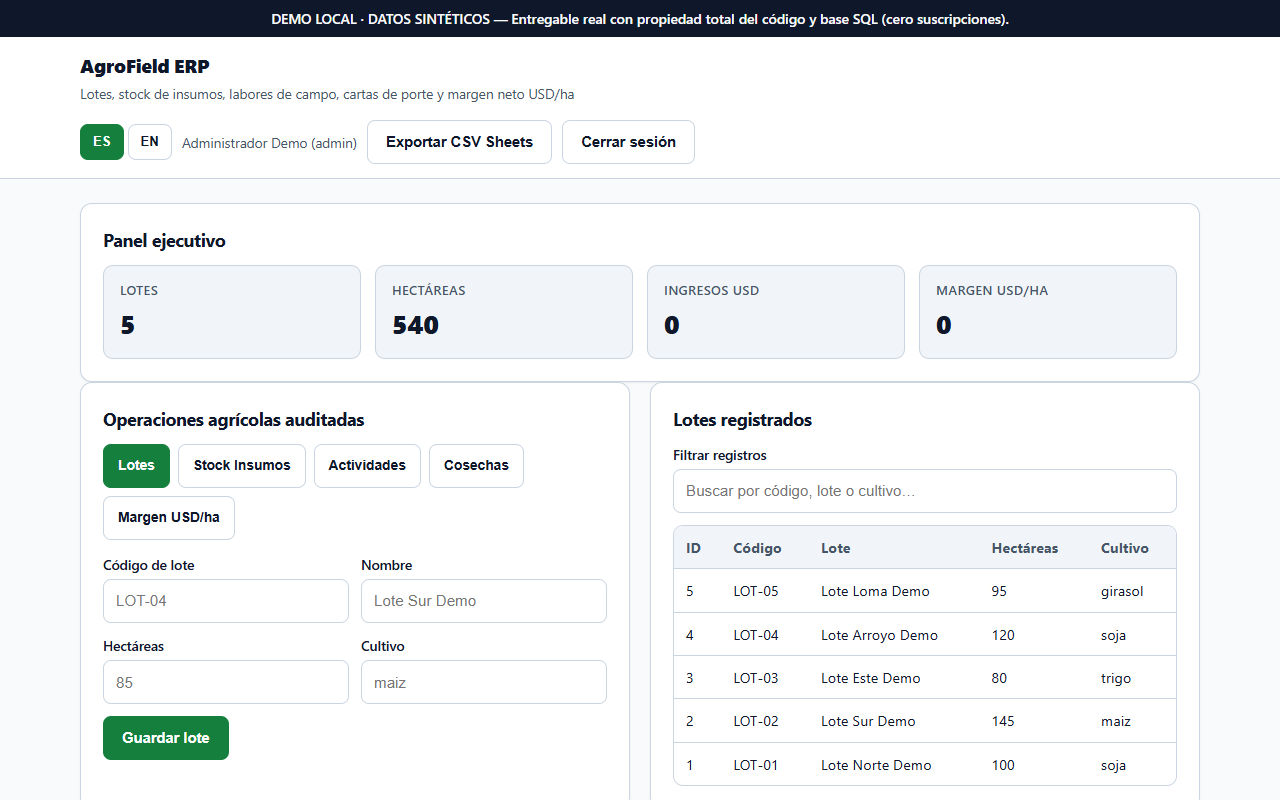 DEMO LOCAL · DATOS SINTÉTICOS — Entregable real con propiedad total del código y base SQL (cero suscripciones).
AgroField ERP
Lotes, stock de insumos, labores de campo, cartas de porte y margen neto USD/ha
ES EN Administrador Demo (admin) Exportar CSV Sheets Cerrar sesión
Panel ejecutivo
LOTES HECTÁREAS INGRESOS USD MARGEN USD/HA
5 540 0 0
Operaciones agrícolas auditadas
Lotes Stock Insumos Actividades Cosechas
Margen USD/ha
Código de lote Nombre
LOT-04 Lote Sur Demo
Hectáreas Cultivo
85 maiz
Guardar lote
Lotes registrados
Filtrar registros
Buscar por código, lote o cultivo…
ID Código Lote Hectáreas Cultivo
5 LOT-05 Lote Loma Demo 95 girasol
4 LOT-04 Lote Arroyo Demo 120 soja
3 LOT-03 Lote Este Demo 80 trigo
2 LOT-02 Lote Sur Demo 145 maiz
1 LOT-01 Lote Norte Demo 100 soja